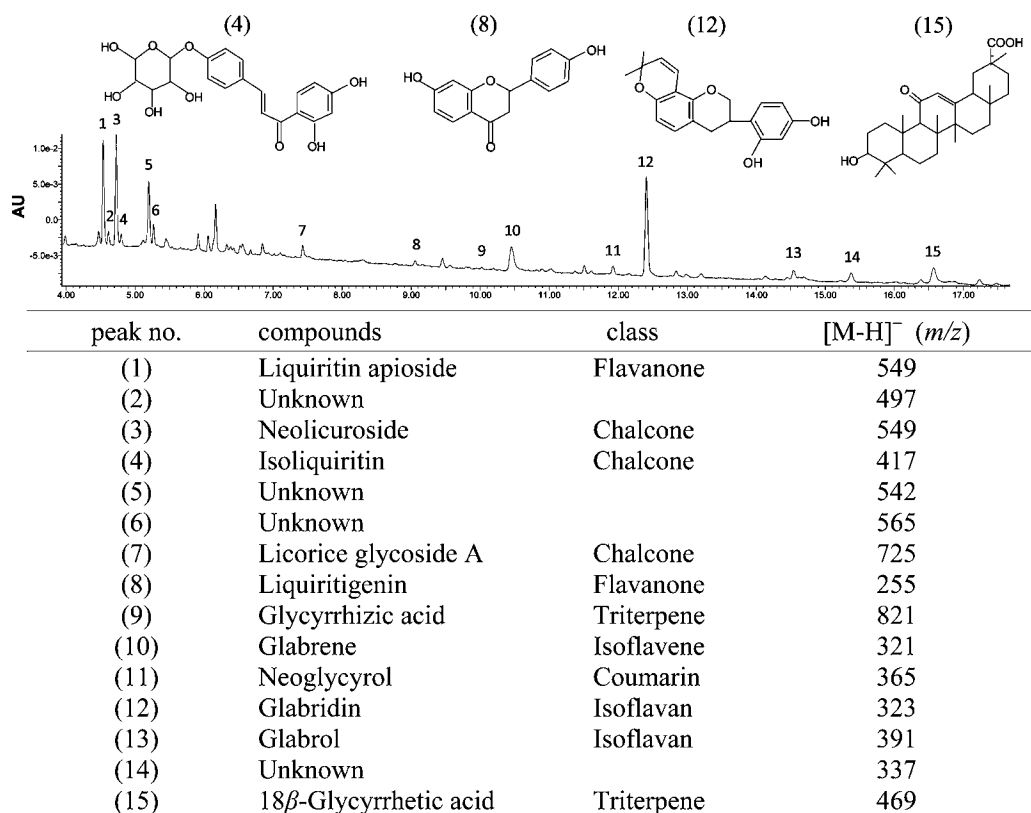 (4) (8) (12) (15)
HO O O OH
HO OH
OH
O OH
HO O OH
O
O O
HO OH
COOH
O
HO
1 3
5
2 4 6
7 8 9 10 11 12 13 14 15
AU
1.0e-2
5.0e-3
0.0
-5.0e-3
4.00 6.00 8.00 10.00 11.00 12.00 13.00 14.00 15.00 16.00 17.00
peak no. compounds class [M-H]⁻ (m/z)
(1) Liquiritin apioside Flavanone 549
(2) Unknown 497
(3) Neolicuroside Chalcone 549
(4) Isoliquiritin Chalcone 417
(5) Unknown 542
(6) Unknown 565
(7) Licorice glycoside A Chalcone 725
(8) Liquiritigenin Flavanone 255
(9) Glycyrrhizic acid Triterpene 821
(10) Glabrene Isoflavene 321
(11) Neoglycyrol Coumarin 365
(12) Glabridin Isoflavan 323
(13) Glabrol Isoflavan 391
(14) Unknown 337
(15) 18β-Glycyrrhetic acid Triterpene 469